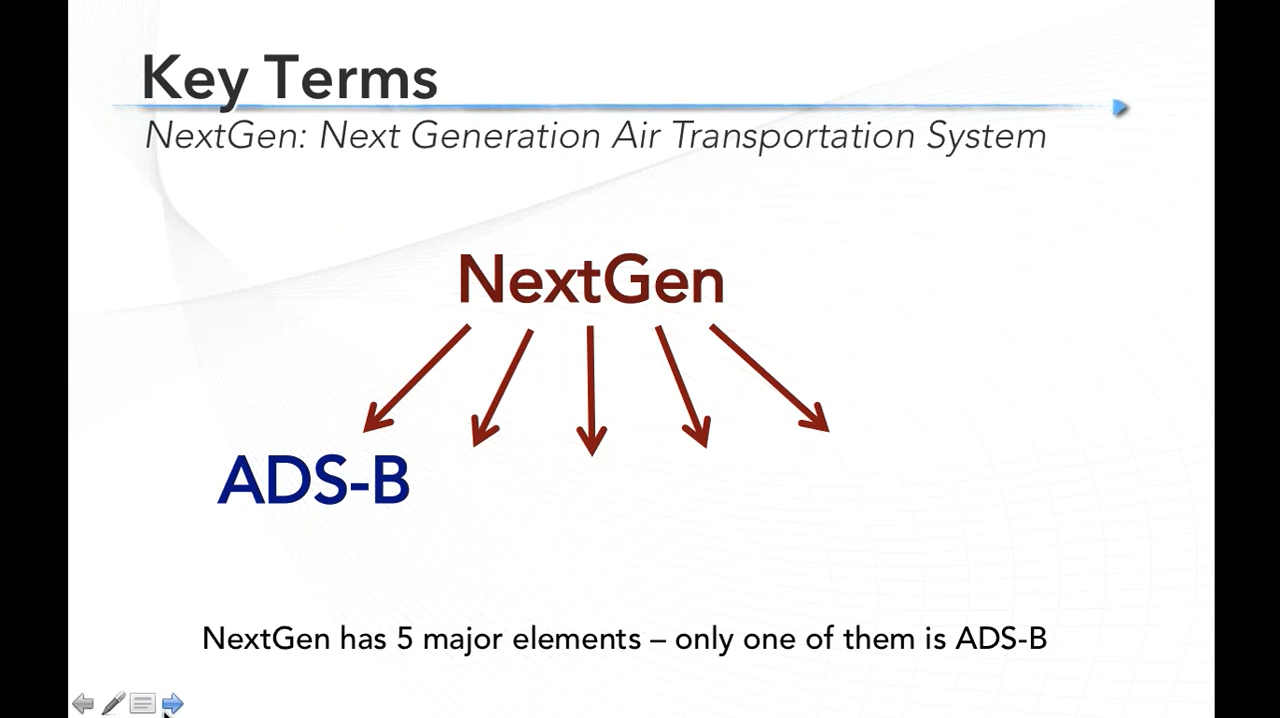 Key Terms
NextGen: Next Generation Air Transportation System
NextGen
ADS-B
NextGen has 5 major elements – only one of them is ADS-B